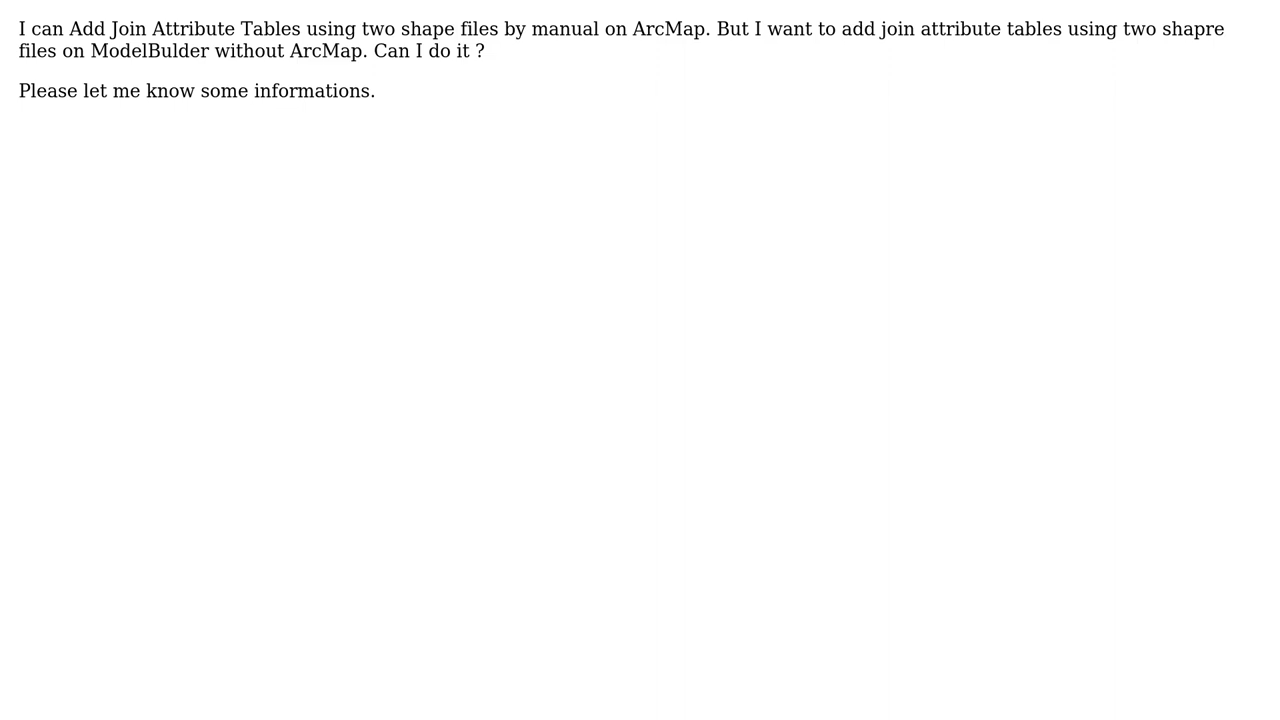 I can Add Join Attribute Tables using two shape files by manual on ArcMap. But I want to add join attribute tables using two shapre
files on ModelBulder without ArcMap. Can I do it ?
Please let me know some informations.